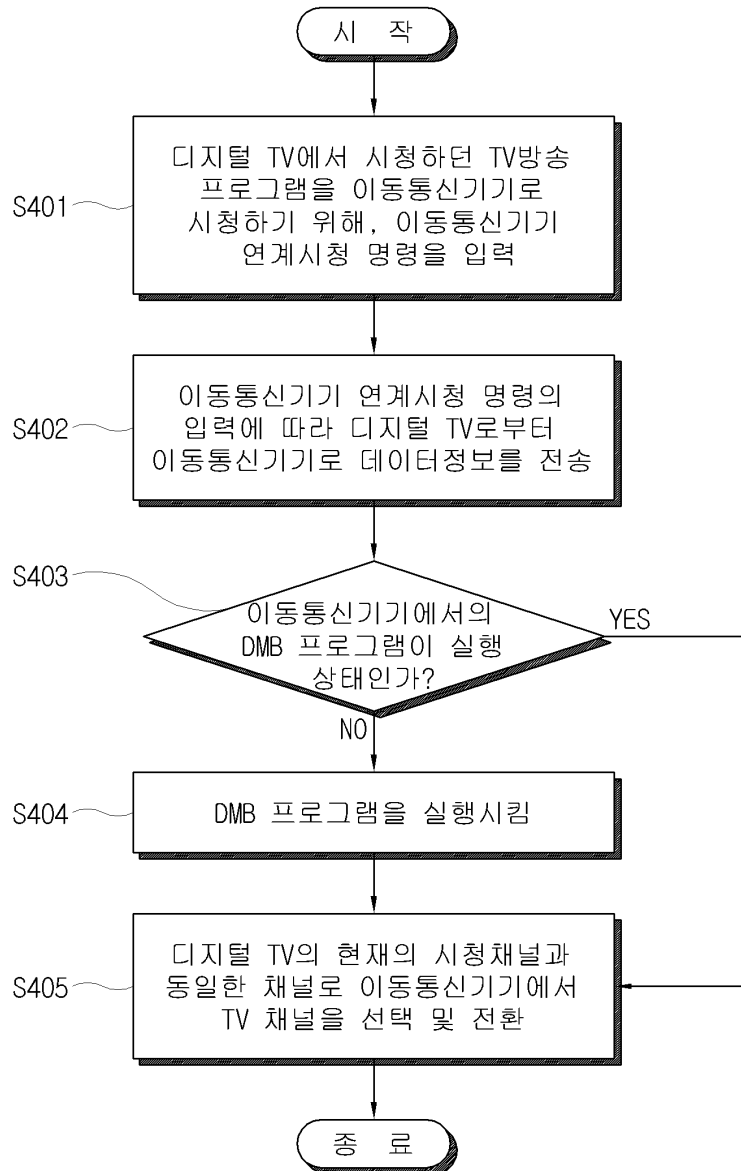 시 작
S401
디지털 TV에서 시청하던 TV방송
프로그램을 이동통신기기로
시청하기 위해, 이동통신기기
연계시청 명령을 입력
S402
이동통신기기 연계시청 명령의
입력에 따라 디지털 TV로부터
이동통신기기로 데이터정보를 전송
S403
이동통신기기에서의
DMB 프로그램이 실행
상태인가?
YES
NO
S404
DMB 프로그램을 실행시킴
S405
디지털 TV의 현재의 시청채널과
동일한 채널로 이동통신기기에서
TV 채널을 선택 및 전환
종 료